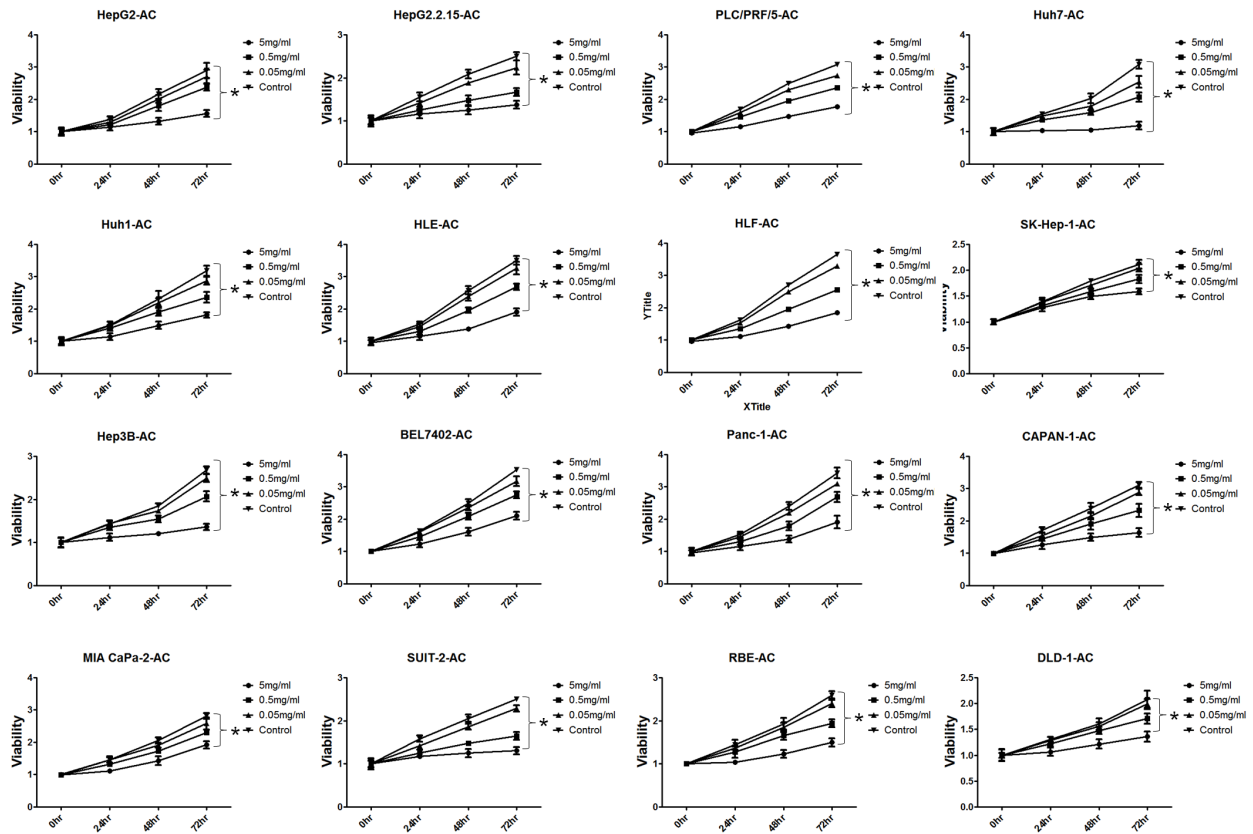 HepG2-AC
Viability
4
3
2
1
0
0hr
24hr
48hr
72hr
5mg/ml
0.5mg/ml
0.05mg/ml
Control
*
HepG2.2.15-AC
Viability
3
2
1
0
0hr
24hr
48hr
72hr
5mg/ml
0.5mg/ml
0.05mg/ml
Control
*
PLC/PRF/5-AC
Viability
4
3
2
1
0
0hr
24hr
48hr
72hr
5mg/ml
0.5mg/ml
0.05mg/m
Control
*
Huh7-AC
Viability
4
3
2
1
0
0hr
24hr
48hr
72hr
5mg/ml
0.5mg/ml
0.05mg/ml
Control
*
Huh1-AC
Viability
4
3
2
1
0hr
24hr
48hr
72hr
5mg/ml
0.5mg/ml
0.05mg/ml
Control
*
HLE-AC
Viability
4
3
2
1
0
0hr
24hr
48hr
72hr
5mg/ml
0.5mg/ml
0.05mg/ml
Control
*
HLF-AC
YTitle
4
3
2
1
0
0hr
24hr
48hr
72hr
XTitle
5mg/ml
0.5mg/ml
0.05mg/ml
Control
*
SK-Hep-1-AC
Viability
2.5
2.0
1.5
1.0
0.5
0.0
0hr
24hr
48hr
72hr
5mg/ml
0.5mg/ml
0.05mg/ml
Control
*
Hep3B-AC
Viability
3
2
1
0
0hr
24hr
48hr
72hr
5mg/ml
0.5mg/ml
0.05mg/ml
Control
*
BEL7402-AC
Viability
4
3
2
1
0
0hr
24hr
48hr
72hr
5mg/ml
0.5mg/ml
0.05mg/ml
Control
*
Panc-1-AC
Viability
4
3
2
1
0
0hr
24hr
48hr
72hr
5mg/ml
0.5mg/ml
0.05mg/m
Control
*
CAPAN-1-AC
Viability
4
3
2
1
0
0hr
24hr
48hr
72hr
5mg/ml
0.5mg/ml
0.05mg/ml
Control
*
MIA CaPa-2-AC
Viability
4
3
2
1
0
0hr
24hr
48hr
72hr
5mg/ml
0.5mg/ml
0.05mg/ml
Control
*
SUIT-2-AC
Viability
3
2
1
0
0hr
24hr
48hr
72hr
5mg/ml
0.5mg/ml
0.05mg/ml
Control
*
RBE-AC
Viability
3
2
1
0
0hr
24hr
48hr
72hr
5mg/ml
0.5mg/ml
0.05mg/ml
Control
*
DLD-1-AC
Viability
2.5
2.0
1.5
1.0
0.5
0.0
0hr
24hr
48hr
72hr
5mg/ml
0.5mg/ml
0.05mg/ml
Control
*